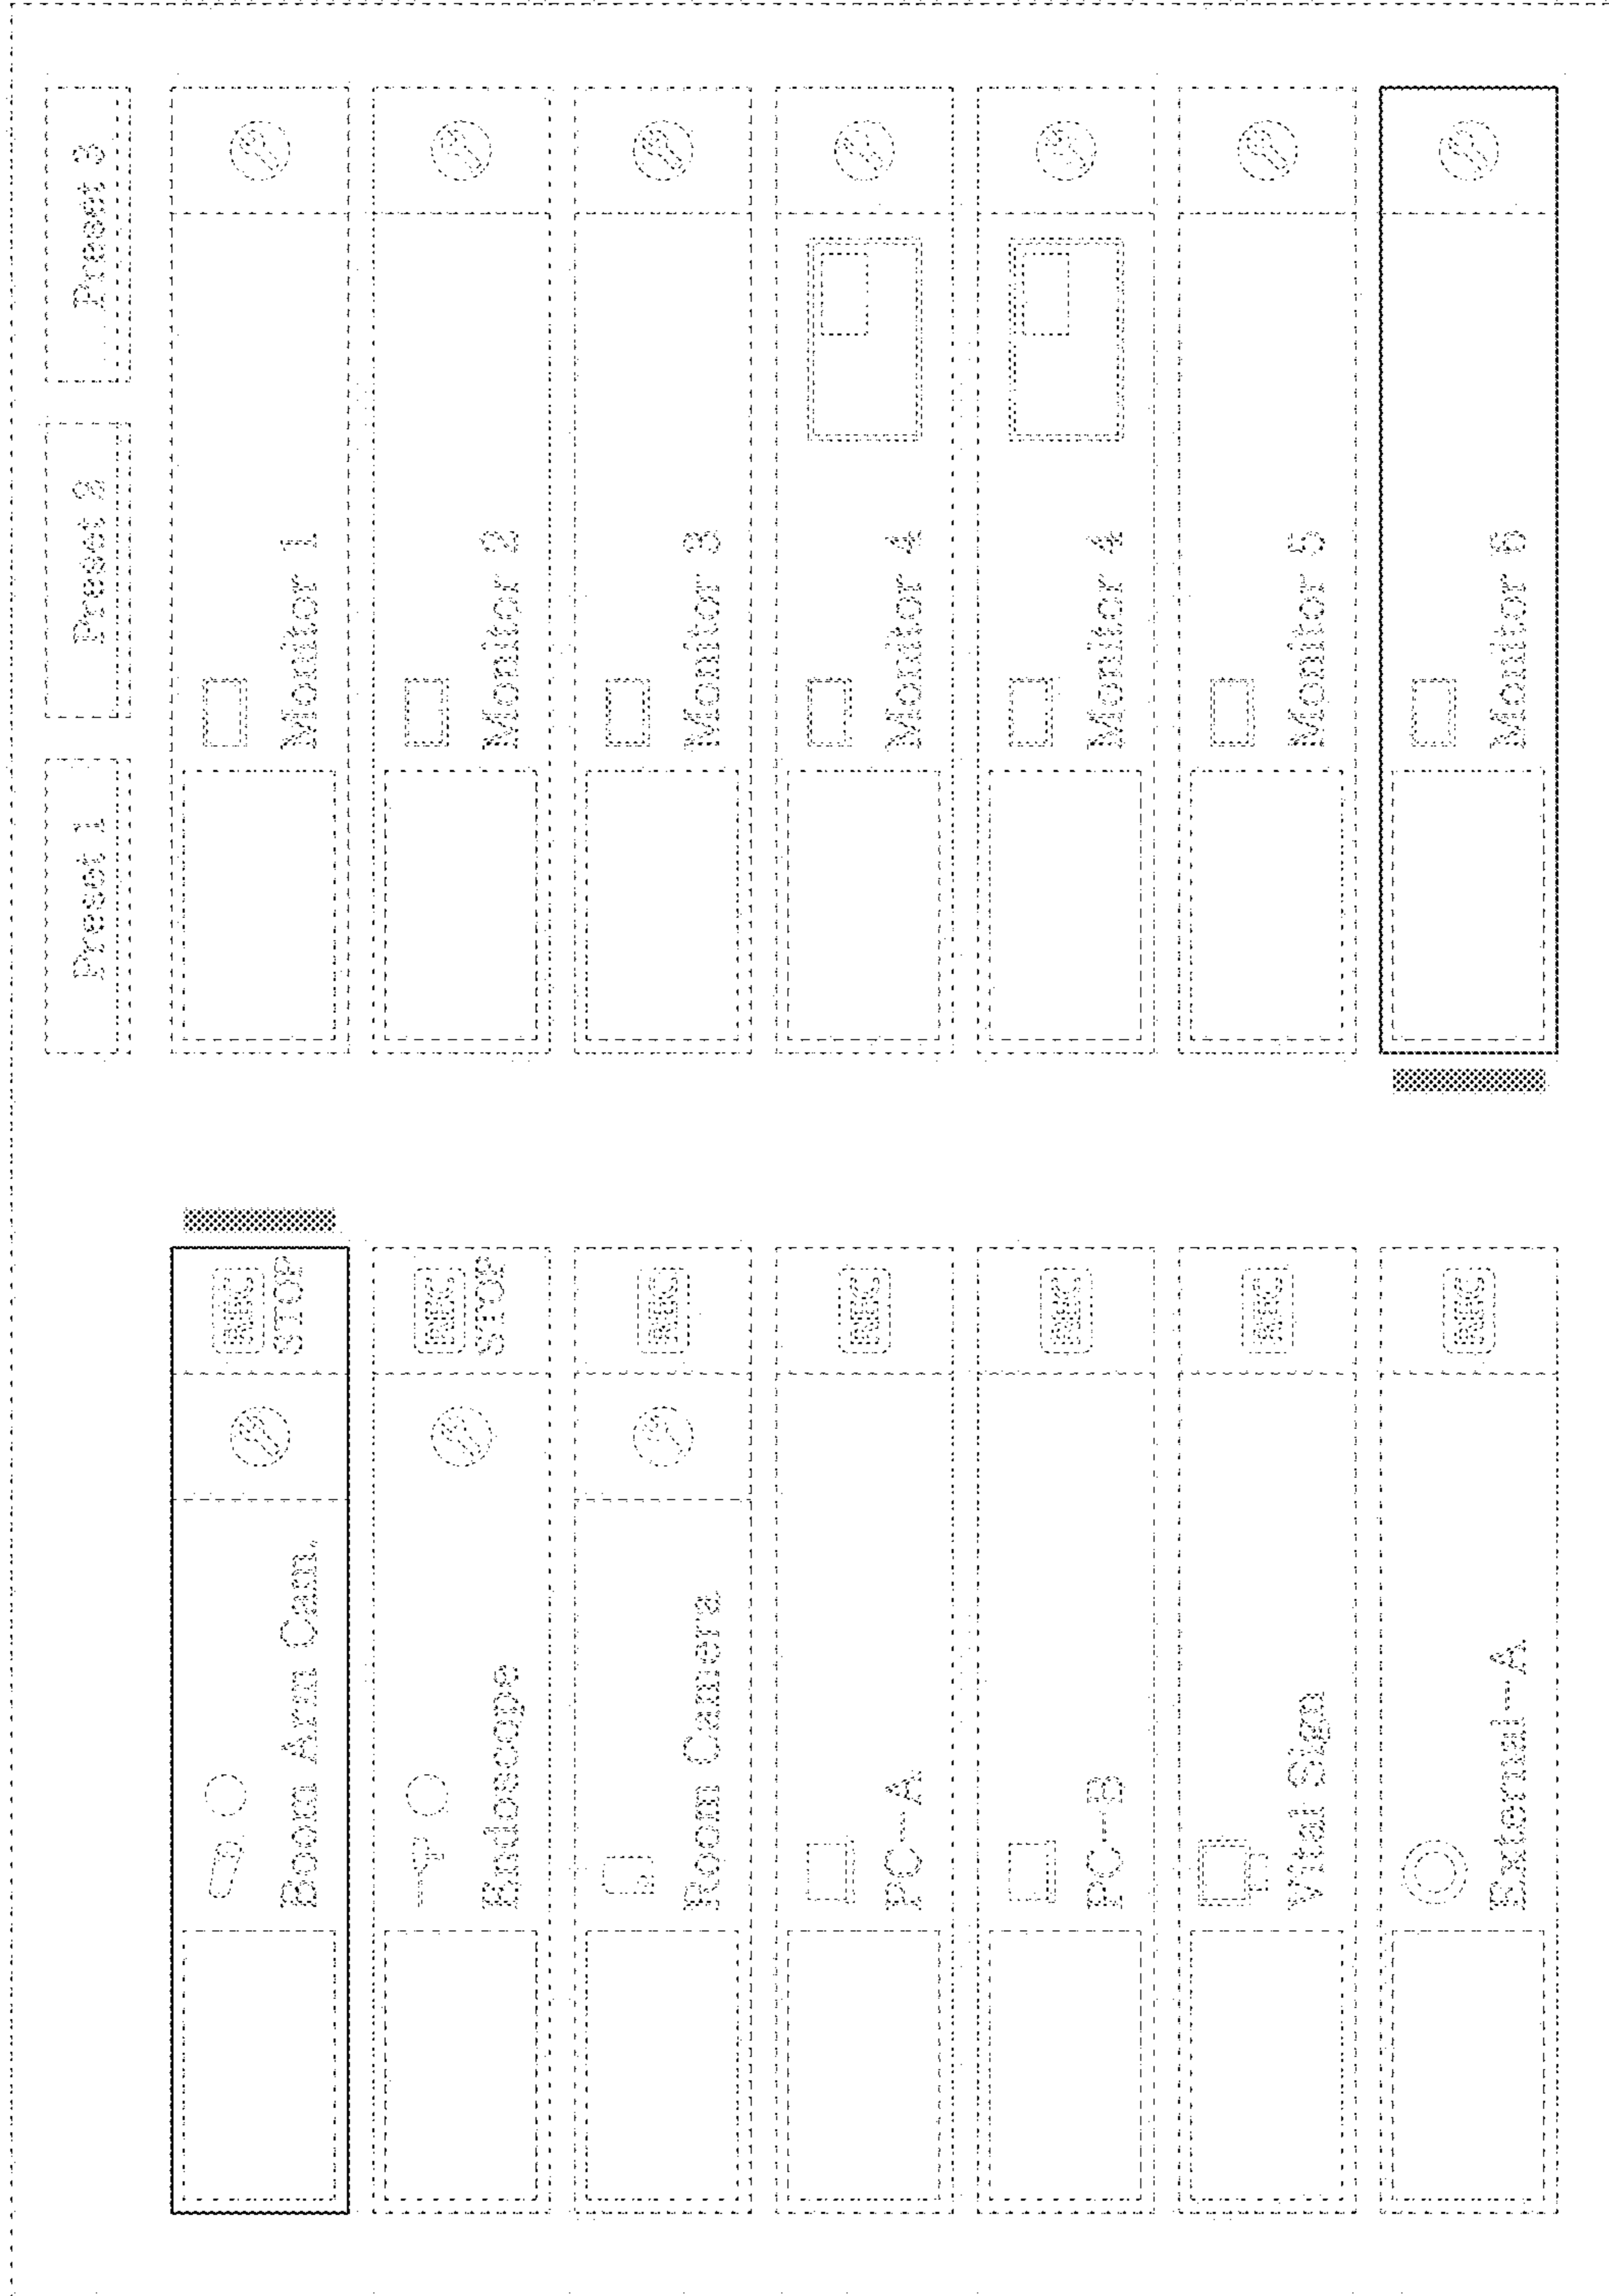 Preset 1
Preset 2
Preset 3
Boom Arm Cam.
REC
STOP
Monitor 1
Endoscope
REC
STOP
Monitor 2
Room Camera
REC
Monitor 3
PC-A
REC
Monitor 4
PC-B
REC
Monitor 4
Vital Sign
REC
Monitor 5
External-A
REC
Monitor 6